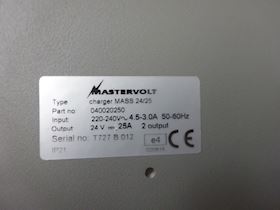 MASTERVOLT
Type charger MASS 24/25
Part no: 040020250
Input: 220-240V~ 4.5-3.0A 50-60Hz
Output 24 V ⎓ 25A 2 output
Serial no: T727 B 012
IP21
e4 CE